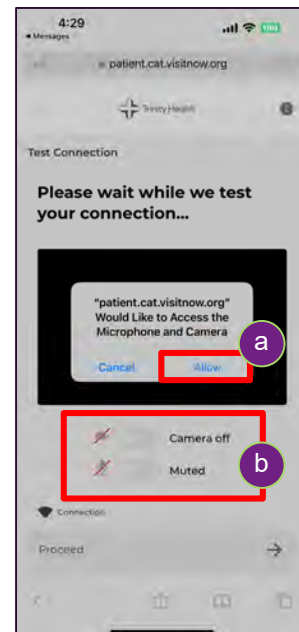 4:29
Messages
patient.cat.visitnow.org
Trinity Health
Test Connection
Please wait while we test
your connection...
"patient.cat.visitnow.org"
Would Like to Access the
Microphone and Camera
Cancel
Allow
a
Camera off
Muted
b
Connection
Proceed